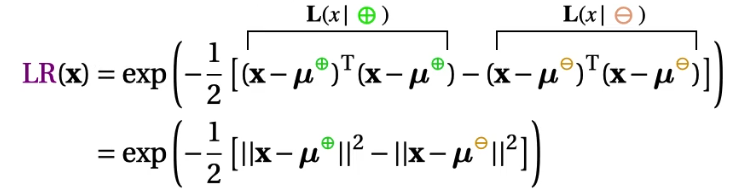 L(x| ⊕ ) L(x| ⊖ )
LR(x) = exp(−1/2 [(x−μ⊕)ᵀ(x−μ⊕)−(x−μ⊖)ᵀ(x−μ⊖)])
= exp(−1/2 [||x−μ⊕||²−||x−μ⊖||²])